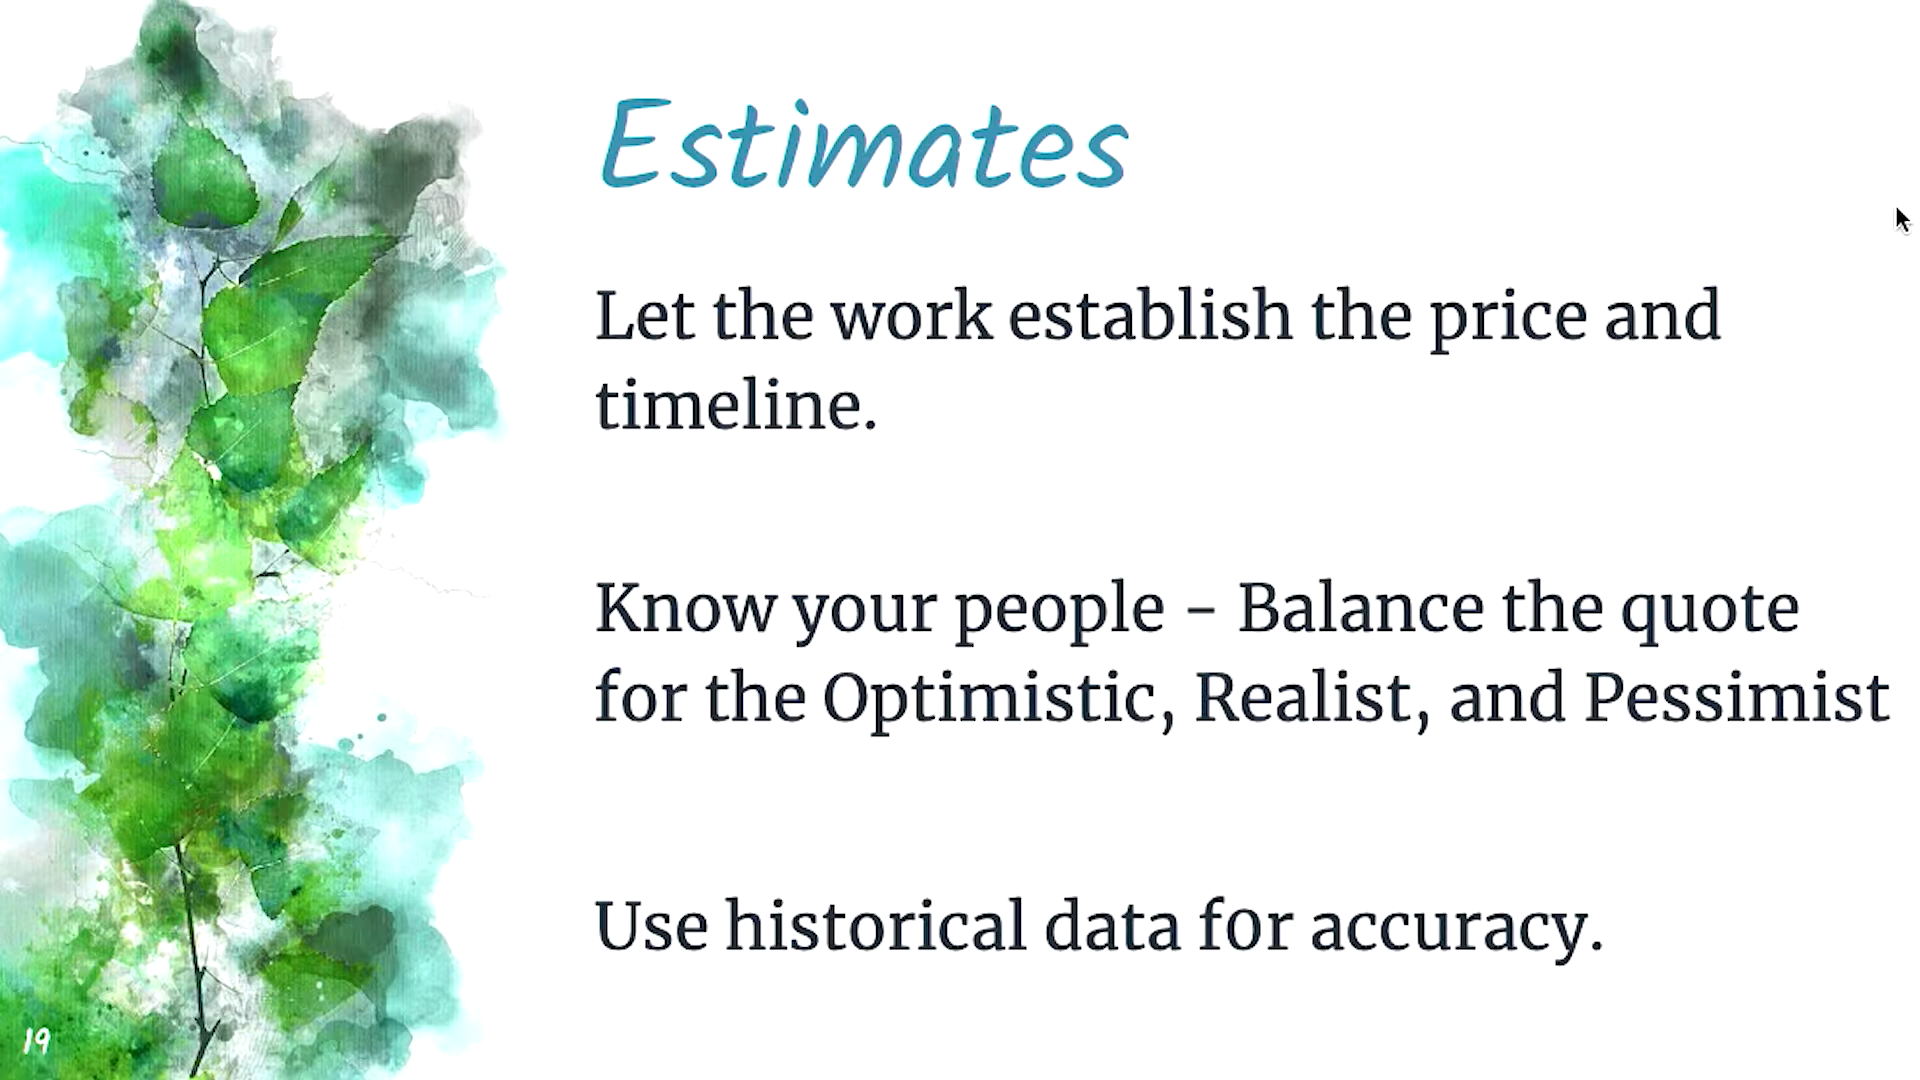 Estimates
Let the work establish the price and
timeline.
Know your people – Balance the quote
for the Optimistic, Realist, and Pessimist
Use historical data for accuracy.
19